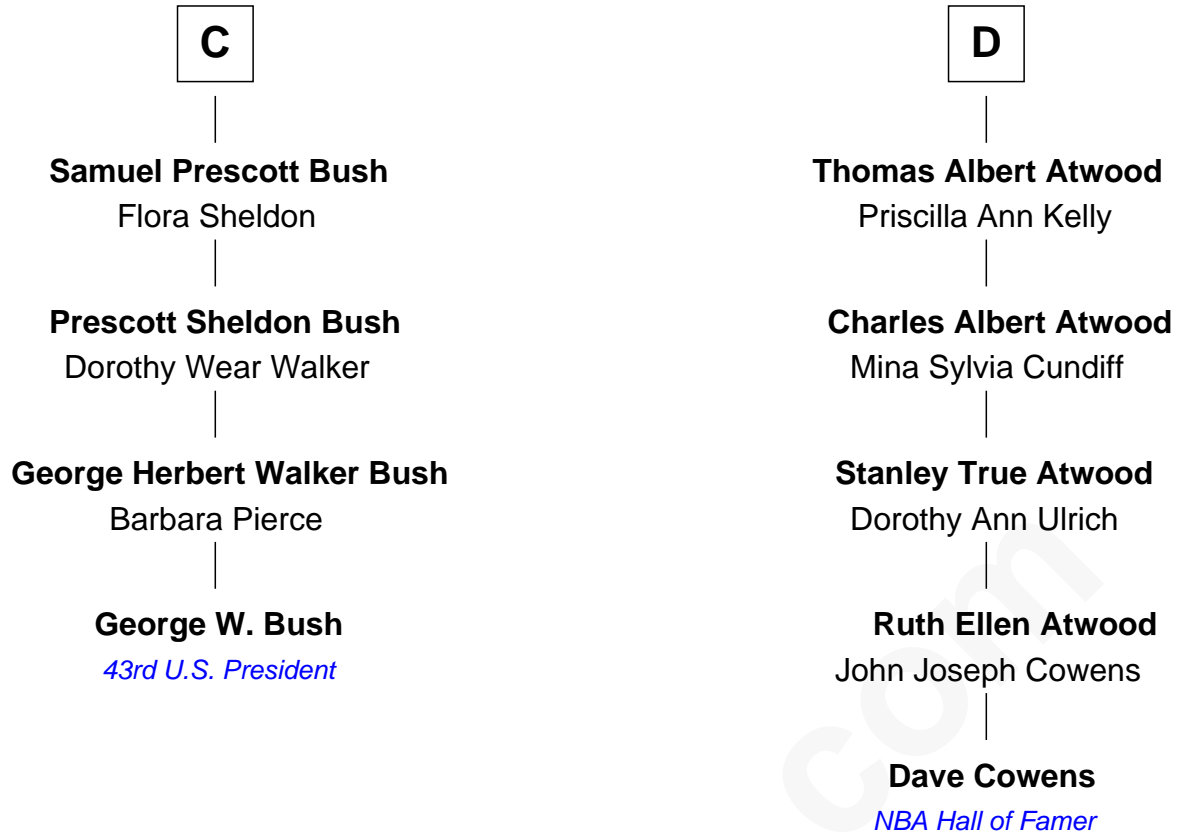 C
Samuel Prescott Bush
Flora Sheldon
Prescott Sheldon Bush
Dorothy Wear Walker
George Herbert Walker Bush
Barbara Pierce
George W. Bush
43rd U.S. President
D
Thomas Albert Atwood
Priscilla Ann Kelly
Charles Albert Atwood
Mina Sylvia Cundiff
Stanley True Atwood
Dorothy Ann Ulrich
Ruth Ellen Atwood
John Joseph Cowens
Dave Cowens
NBA Hall of Famer
com